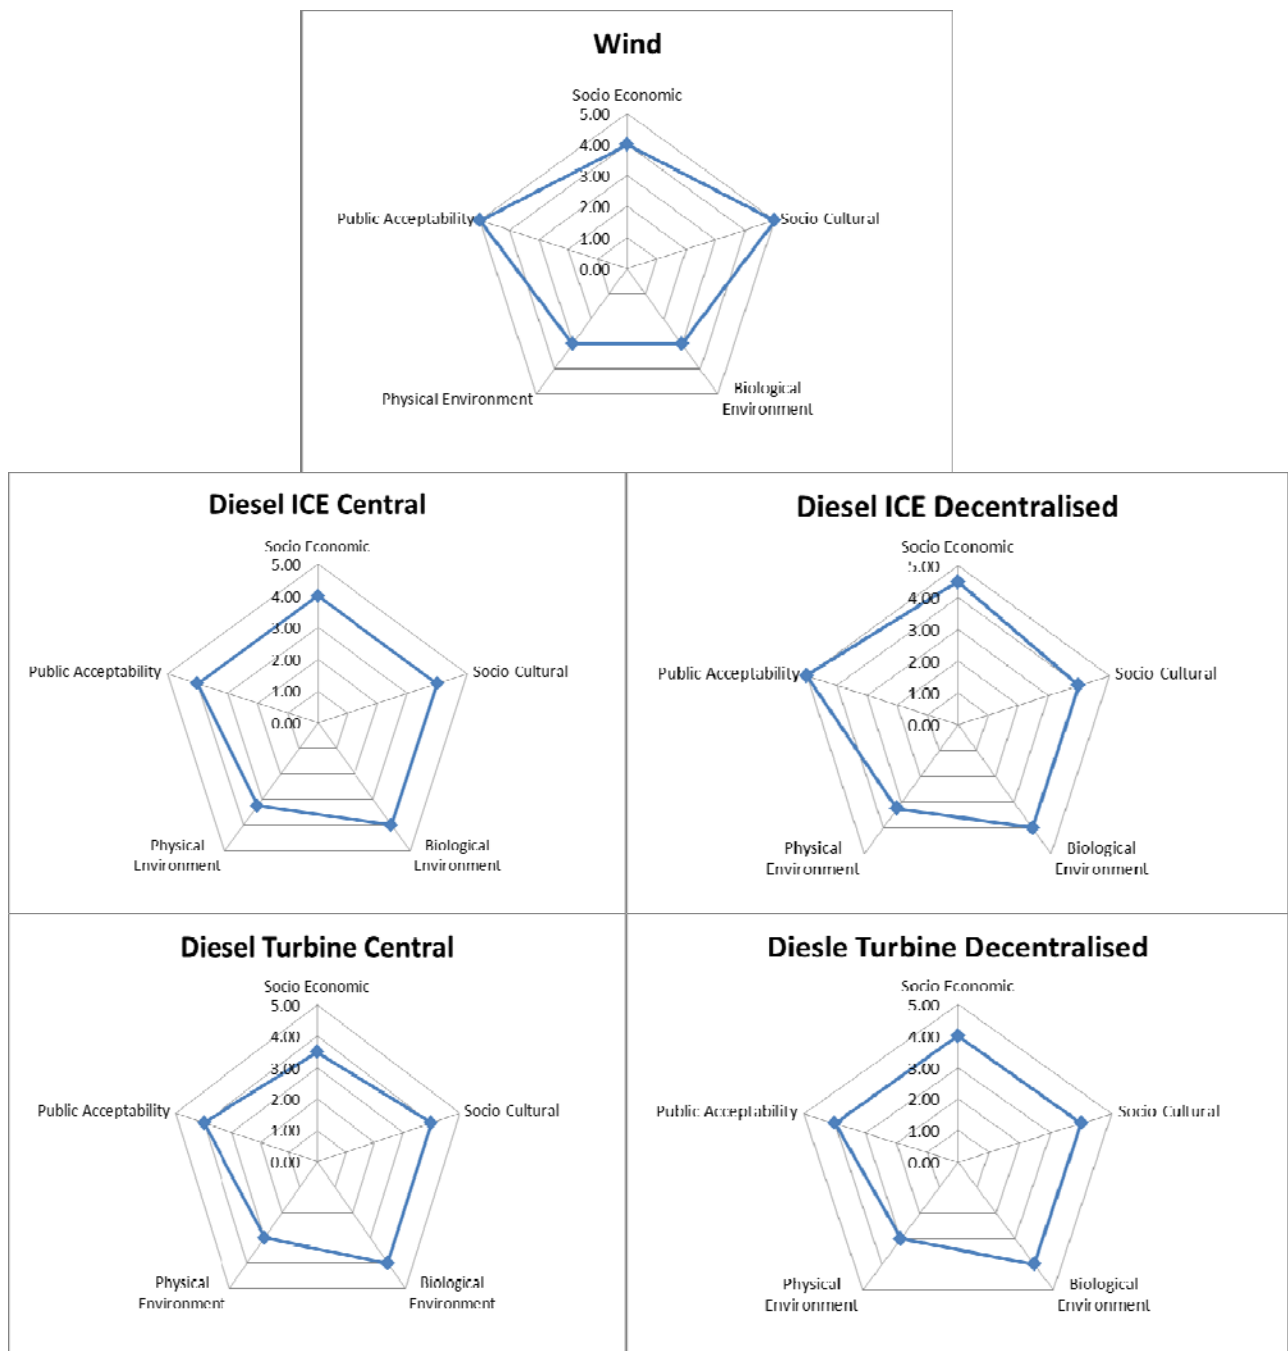 Wind
Socio Economic
5.00
4.00
3.00
2.00
1.00
0.00
Public Acceptability
Socio Cultural
Physical Environment
Biological
Environment
Diesel ICE Central
Socio Economic
5.00
4.00
3.00
2.00
1.00
0.00
Public Acceptability
Socio Cultural
Physical
Environment
Biological
Environment
Diesel ICE Decentralised
Socio Economic
5.00
4.00
3.00
2.00
1.00
0.00
Public Acceptability
Socio Cultural
Physical
Environment
Biological
Environment
Diesel Turbine Central
Socio Economic
5.00
4.00
3.00
2.00
1.00
0.00
Public Acceptability
Socio Cultural
Physical
Environment
Biological
Environment
Diesle Turbine Decentralised
Socio Economic
5.00
4.00
3.00
2.00
1.00
0.00
Public Acceptability
Socio Cultural
Physical
Environment
Biological
Environment